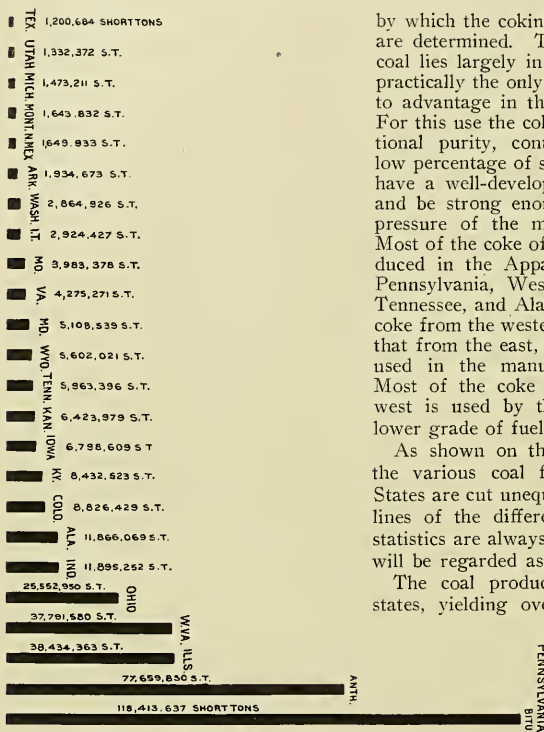 TEX. 1,200,684 SHORT TONS
UTAH 1,332,372 S.T.
MICH. 1,473,211 S.T.
MONT. 1,643,832 S.T.
N.MEX 1,649,933 S.T.
ARK. 1,934,673 S.T.
WASH. 2,864,926 S.T.
I.T. 2,924,427 S.T.
MO. 3,983,378 S.T.
VA. 4,275,271 S.T.
MD. 5,108,539 S.T.
WYO. 5,602,021 S.T.
TENN. 5,963,396 S.T.
KAN. 6,423,979 S.T.
IOWA 6,798,609 S T
KY. 8,432,523 S.T.
COLO. 8,826,429 S.T.
ALA. 11,866,069 S.T.
IND. 11,895,252 S.T.
25,552,950 S.T. OHIO
37,791,580 S.T. W.VA.
38,434,363 S.T. ILLS.
77,659,850 S.T. ANTH.
118,413,637 SHORT TONS BITU
PENNSYLVANIA
by which the cokin
are determined. T
coal lies largely in
practically the only
to advantage in th
For this use the col
tional purity, cont
low percentage of s
have a well-develop
and be strong enor
pressure of the m
Most of the coke of
duced in the Appa
Pennsylvania, Wes
Tennessee, and Ala
coke from the weste
that from the east,
used in the manu
Most of the coke
west is used by t
lower grade of fuel
As shown on th
the various coal f
States are cut unequ
lines of the differe
statistics are always
will be regarded as
The coal produc
states, yielding ov